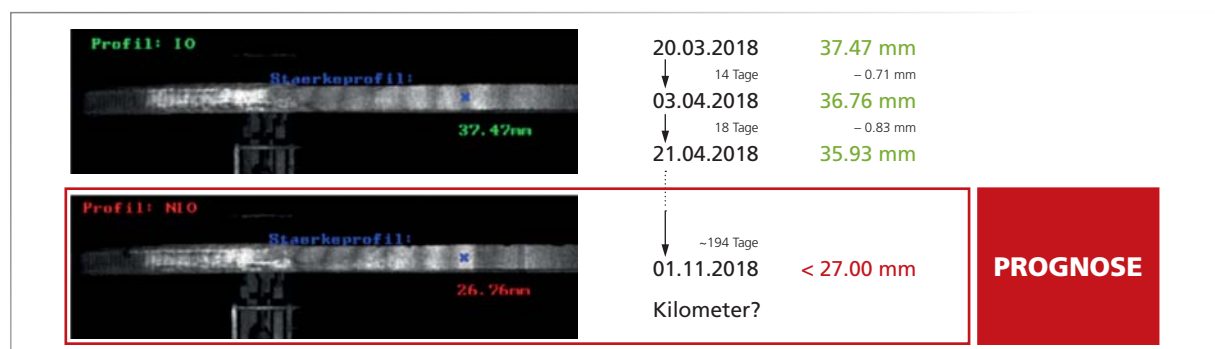 Profil: IO
Staerkeprofil:
37.47mm
20.03.2018 37.47 mm
14 Tage – 0.71 mm
03.04.2018 36.76 mm
18 Tage – 0.83 mm
21.04.2018 35.93 mm
Profil: NIO
Staerkeprofil:
26.76mm
~194 Tage
01.11.2018 < 27.00 mm
Kilometer?
PROGNOSE